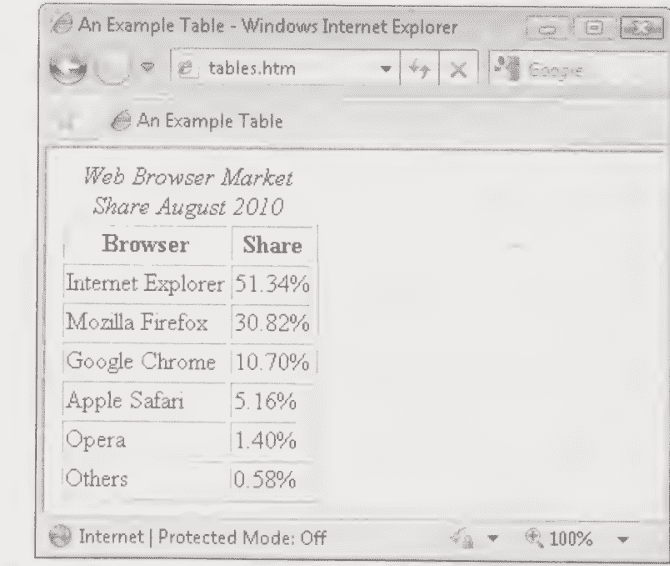 An Example Table - Windows Internet Explorer
tables.htm
Google
An Example Table
Web Browser Market
Share August 2010
Browser Share
Internet Explorer 51.34%
Mozilla Firefox 30.82%
Google Chrome 10.70%
Apple Safari 5.16%
Opera 1.40%
Others 0.58%
Internet | Protected Mode: Off 100%